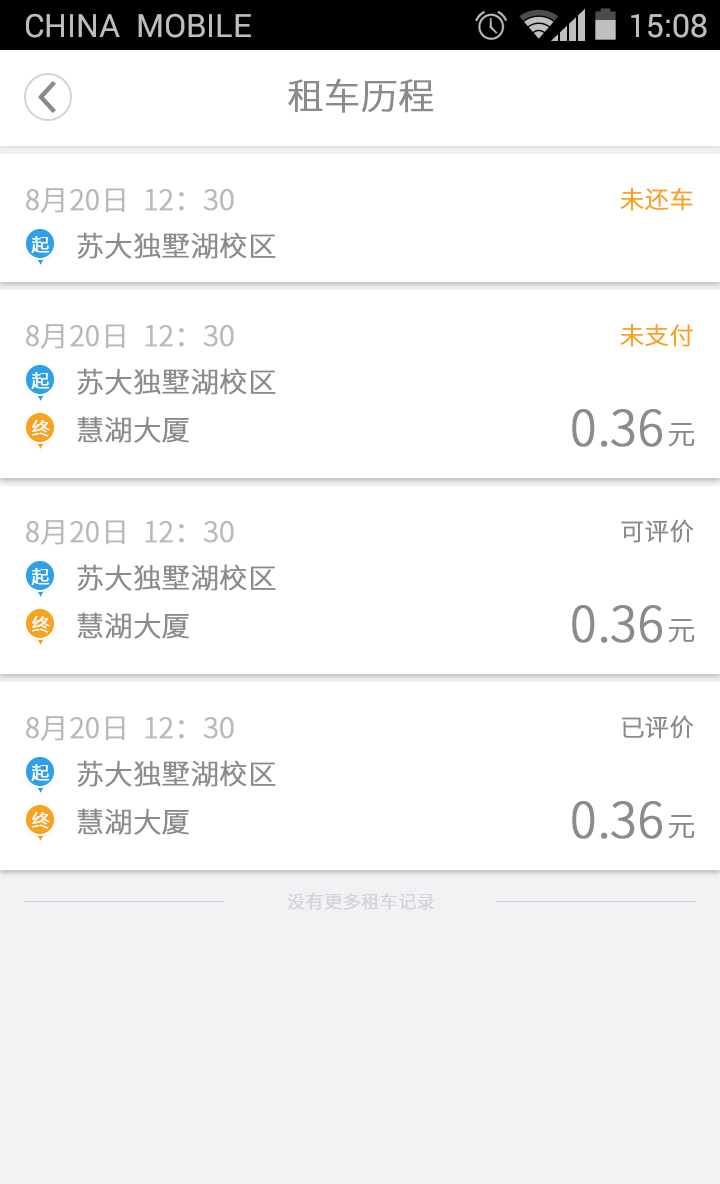 CHINA MOBILE 15:08
租车历程
8月20日 12：30 未还车
起 苏大独墅湖校区
8月20日 12：30 未支付
起 苏大独墅湖校区
终 慧湖大厦 0.36元
8月20日 12：30 可评价
起 苏大独墅湖校区
终 慧湖大厦 0.36元
8月20日 12：30 已评价
起 苏大独墅湖校区
终 慧湖大厦 0.36元
没有更多租车记录